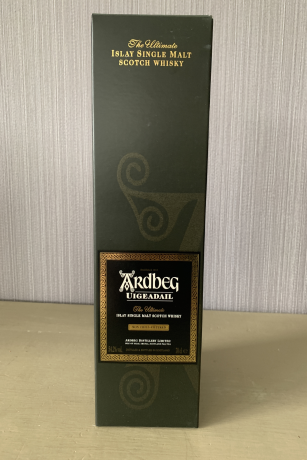 The Ultimate
ISLAY SINGLE MALT
SCOTCH WHISKY
ARDBEG
UIGEADAIL
The Ultimate
ISLAY SINGLE MALT SCOTCH WHISKY
ARDBEG DISTILLERY LIMITED